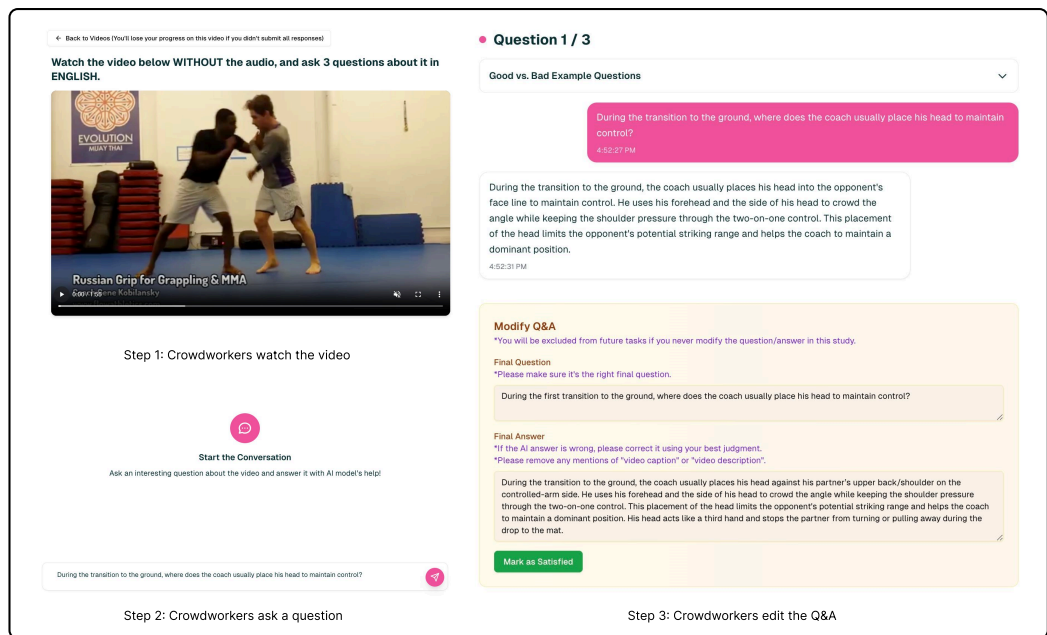 ← Back to Videos (You'll lose your progress on this video if you didn't submit all responses)
Watch the video below WITHOUT the audio, and ask 3 questions about it in
ENGLISH.
EVOLUTION
MUAY THAI
Russian Grip for Grappling & MMA
Step 1: Crowdworkers watch the video
Start the Conversation
Ask an interesting question about the video and answer it with AI model's help!
During the transition to the ground, where does the coach usually place his head to maintain control?
Step 2: Crowdworkers ask a question
Question 1 / 3
Good vs. Bad Example Questions
During the transition to the ground, where does the coach usually place his head to maintain
control?
4:52:27 PM
During the transition to the ground, the coach usually places his head into the opponent's
face line to maintain control. He uses his forehead and the side of his head to crowd the
angle while keeping the shoulder pressure through the two-on-one control. This placement
of the head limits the opponent's potential striking range and helps the coach to maintain a
dominant position.
4:52:31 PM
Modify Q&A
*You will be excluded from future tasks if you never modify the question/answer in this study.
Final Question
*Please make sure it's the right final question.
During the first transition to the ground, where does the coach usually place his head to maintain control?
Final Answer
*If the AI answer is wrong, please correct it using your best judgment.
*Please remove any mentions of "video caption" or "video description".
During the transition to the ground, the coach usually places his head against his partner's upper back/shoulder on the
controlled-arm side. He uses his forehead and the side of his head to crowd the angle while keeping the shoulder pressure
through the two-on-one control. This placement of the head limits the opponent's potential striking range and helps the coach
to maintain a dominant position. His head acts like a third hand and stops the partner from turning or pulling away during the
drop to the mat.
Mark as Satisfied
Step 3: Crowdworkers edit the Q&A